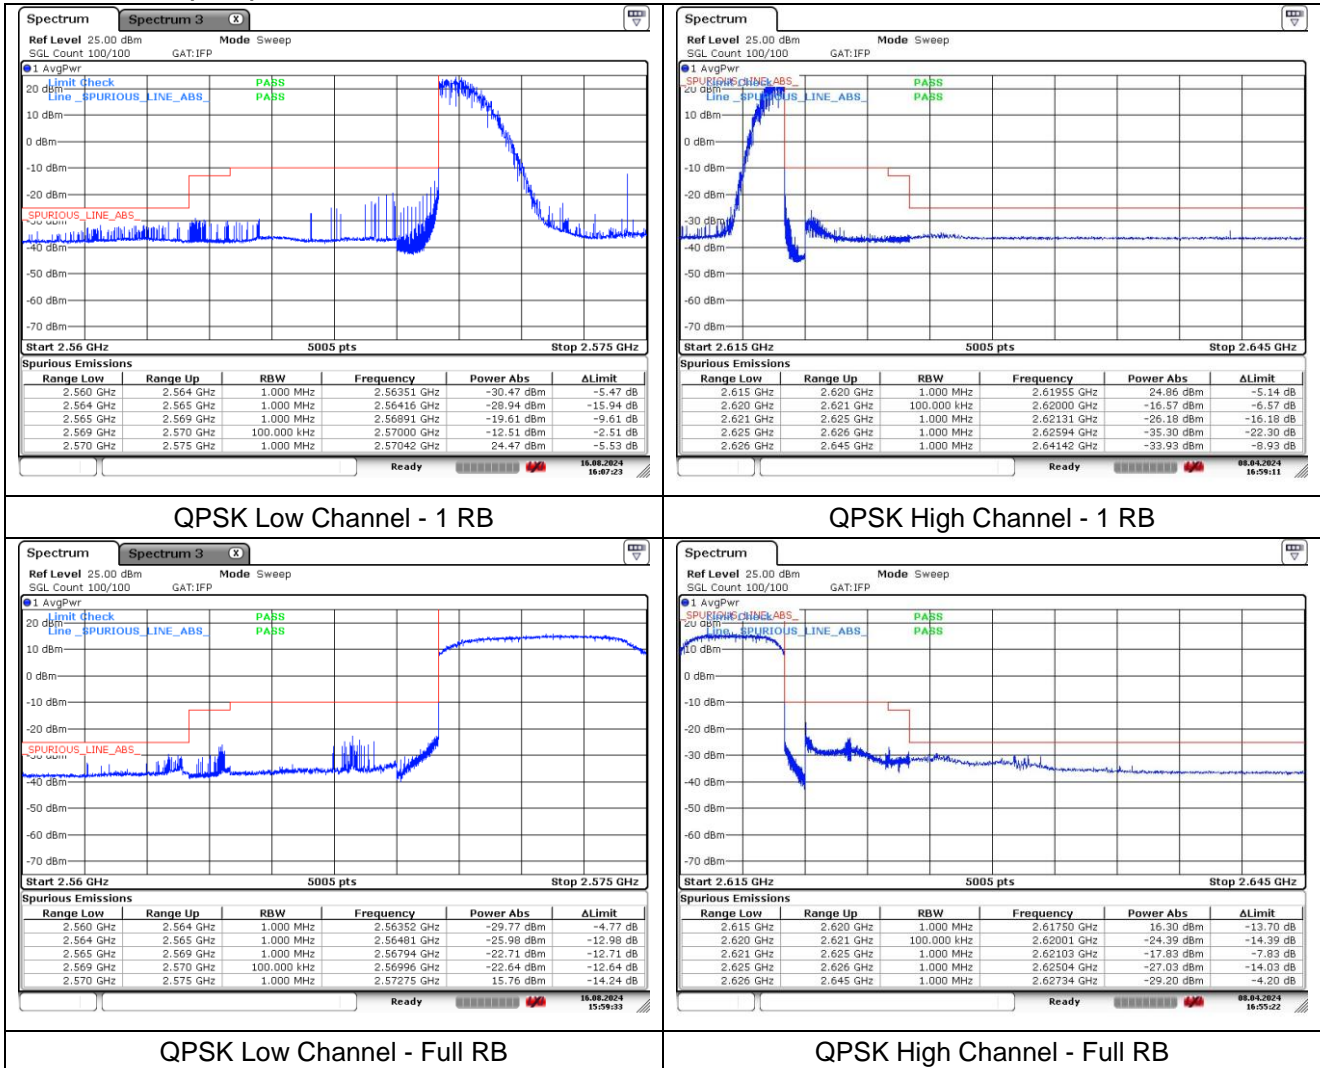 Spectrum Spectrum 3 X
Ref Level 25.00 dBm Mode Sweep
SGL Count 100/100 GAT:IFP
1 AvgPwr
Limit Check PASS
Line _SPURIOUS_LINE_ABS_ PASS
20 dBm
10 dBm
0 dBm
-10 dBm
-20 dBm
_SPURIOUS_LINE_ABS_
-30 dBm
-40 dBm
-50 dBm
-60 dBm
-70 dBm
Start 2.56 GHz 5005 pts Stop 2.575 GHz
Spurious Emissions
Range Low Range Up RBW Frequency Power Abs ΔLimit
2.560 GHz 2.564 GHz 1.000 MHz 2.56351 GHz -30.47 dBm -5.47 dB
2.564 GHz 2.565 GHz 1.000 MHz 2.56416 GHz -28.94 dBm -15.94 dB
2.565 GHz 2.569 GHz 1.000 MHz 2.56891 GHz -19.61 dBm -9.61 dB
2.569 GHz 2.570 GHz 100.000 kHz 2.57000 GHz -12.51 dBm -2.51 dB
2.570 GHz 2.575 GHz 1.000 MHz 2.57042 GHz 24.47 dBm -5.53 dB
Ready 16.08.2024
16:07:23
QPSK Low Channel - 1 RB
Spectrum
Ref Level 25.00 dBm Mode Sweep
SGL Count 100/100 GAT:IFP
1 AvgPwr
_SPURIOUS_LINE_ABS_
Limit Check PASS
Line _SPURIOUS_LINE_ABS_ PASS
20 dBm
10 dBm
0 dBm
-10 dBm
-20 dBm
-30 dBm
-40 dBm
-50 dBm
-60 dBm
-70 dBm
Start 2.615 GHz 5005 pts Stop 2.645 GHz
Spurious Emissions
Range Low Range Up RBW Frequency Power Abs ΔLimit
2.615 GHz 2.620 GHz 1.000 MHz 2.61955 GHz 24.86 dBm -5.14 dB
2.620 GHz 2.621 GHz 100.000 kHz 2.62000 GHz -16.57 dBm -6.57 dB
2.621 GHz 2.625 GHz 1.000 MHz 2.62131 GHz -26.18 dBm -16.18 dB
2.625 GHz 2.626 GHz 1.000 MHz 2.62594 GHz -35.30 dBm -22.30 dB
2.626 GHz 2.645 GHz 1.000 MHz 2.64142 GHz -33.93 dBm -8.93 dB
Ready 08.04.2024
16:59:11
QPSK High Channel - 1 RB
Spectrum Spectrum 3 X
Ref Level 25.00 dBm Mode Sweep
SGL Count 100/100 GAT:IFP
1 AvgPwr
Limit Check PASS
Line _SPURIOUS_LINE_ABS_ PASS
20 dBm
10 dBm
0 dBm
-10 dBm
-20 dBm
_SPURIOUS_LINE_ABS_
-30 dBm
-40 dBm
-50 dBm
-60 dBm
-70 dBm
Start 2.56 GHz 5005 pts Stop 2.575 GHz
Spurious Emissions
Range Low Range Up RBW Frequency Power Abs ΔLimit
2.560 GHz 2.564 GHz 1.000 MHz 2.56352 GHz -29.77 dBm -4.77 dB
2.564 GHz 2.565 GHz 1.000 MHz 2.56481 GHz -25.98 dBm -12.98 dB
2.565 GHz 2.569 GHz 1.000 MHz 2.56794 GHz -22.71 dBm -12.71 dB
2.569 GHz 2.570 GHz 100.000 kHz 2.56996 GHz -22.64 dBm -12.64 dB
2.570 GHz 2.575 GHz 1.000 MHz 2.57275 GHz 15.76 dBm -14.24 dB
Ready 16.08.2024
15:59:33
QPSK Low Channel - Full RB
Spectrum
Ref Level 25.00 dBm Mode Sweep
SGL Count 100/100 GAT:IFP
1 AvgPwr
_SPURIOUS_LINE_ABS_
Limit Check PASS
Line _SPURIOUS_LINE_ABS_ PASS
20 dBm
10 dBm
0 dBm
-10 dBm
-20 dBm
-30 dBm
-40 dBm
-50 dBm
-60 dBm
-70 dBm
Start 2.615 GHz 5005 pts Stop 2.645 GHz
Spurious Emissions
Range Low Range Up RBW Frequency Power Abs ΔLimit
2.615 GHz 2.620 GHz 1.000 MHz 2.61750 GHz 16.30 dBm -13.70 dB
2.620 GHz 2.621 GHz 100.000 kHz 2.62001 GHz -24.39 dBm -14.39 dB
2.621 GHz 2.625 GHz 1.000 MHz 2.62103 GHz -17.83 dBm -7.83 dB
2.625 GHz 2.626 GHz 1.000 MHz 2.62504 GHz -27.03 dBm -14.03 dB
2.626 GHz 2.645 GHz 1.000 MHz 2.62734 GHz -29.20 dBm -4.20 dB
Ready 08.04.2024
16:55:22
QPSK High Channel - Full RB